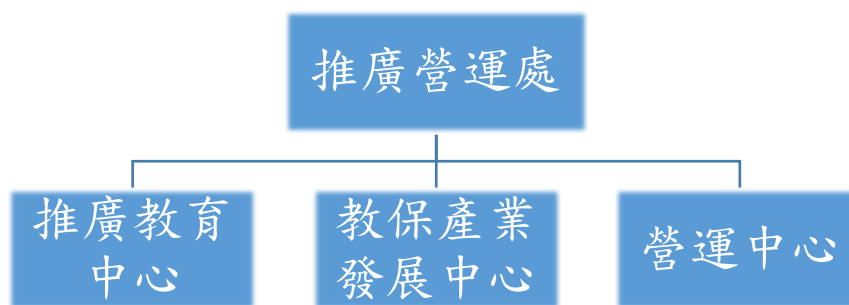 推廣營運處
推廣教育
中心
教保產業
發展中心
營運中心